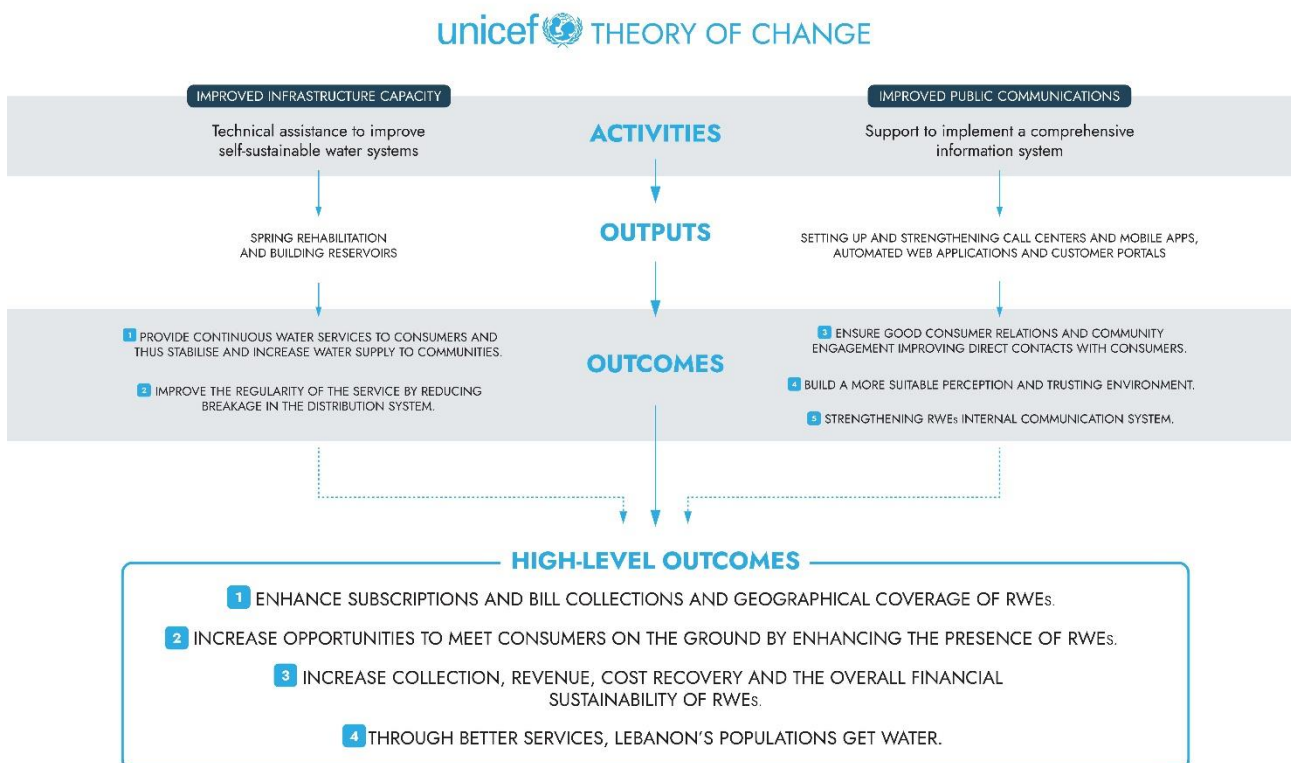 unicef THEORY OF CHANGE
IMPROVED INFRASTRUCTURE CAPACITY
IMPROVED PUBLIC COMMUNICATIONS
Technical assistance to improve
self-sustainable water systems
ACTIVITIES
Support to implement a comprehensive
information system
SPRING REHABILITATION
AND BUILDING RESERVOIRS
OUTPUTS
SETTING UP AND STRENGTHENING CALL CENTERS AND MOBILE APPS,
AUTOMATED WEB APPLICATIONS AND CUSTOMER PORTALS
1 PROVIDE CONTINUOUS WATER SERVICES TO CONSUMERS AND
THUS STABILISE AND INCREASE WATER SUPPLY TO COMMUNITIES.
2 IMPROVE THE REGULARITY OF THE SERVICE BY REDUCING
BREAKAGE IN THE DISTRIBUTION SYSTEM.
OUTCOMES
3 ENSURE GOOD CONSUMER RELATIONS AND COMMUNITY
ENGAGEMENT IMPROVING DIRECT CONTACTS WITH CONSUMERS.
4 BUILD A MORE SUITABLE PERCEPTION AND TRUSTING ENVIRONMENT.
5 STRENGTHENING RWEs INTERNAL COMMUNICATION SYSTEM.
HIGH-LEVEL OUTCOMES
1 ENHANCE SUBSCRIPTIONS AND BILL COLLECTIONS AND GEOGRAPHICAL COVERAGE OF RWEs.
2 INCREASE OPPORTUNITIES TO MEET CONSUMERS ON THE GROUND BY ENHANCING THE PRESENCE OF RWEs.
3 INCREASE COLLECTION, REVENUE, COST RECOVERY AND THE OVERALL FINANCIAL
SUSTAINABILITY OF RWEs.
4 THROUGH BETTER SERVICES, LEBANON'S POPULATIONS GET WATER.